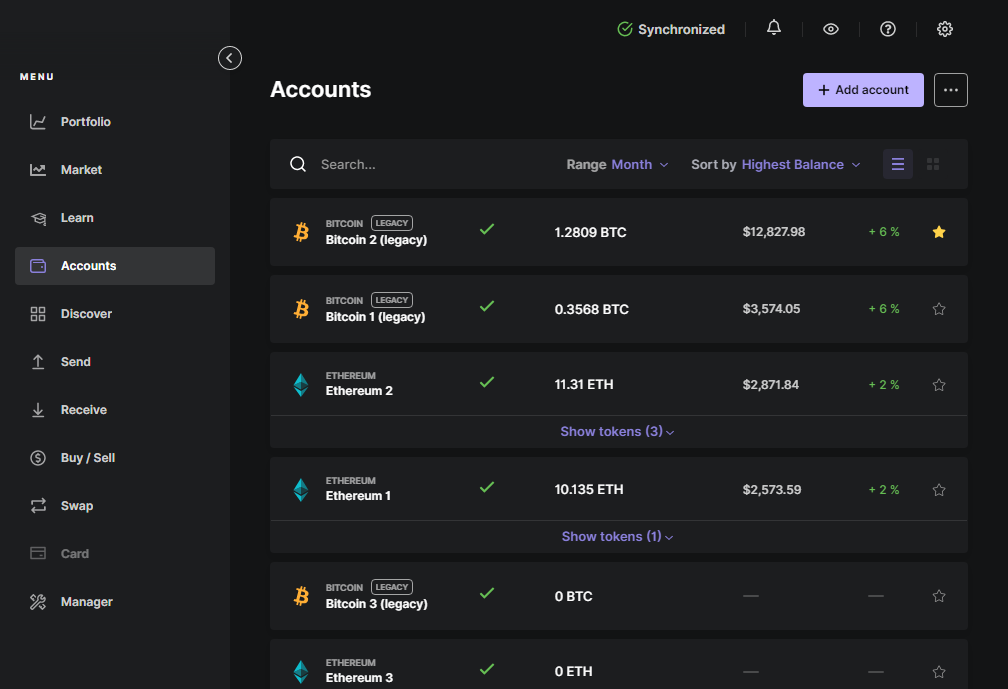 Synchronized
MENU
Portfolio
Market
Learn
Accounts
Discover
Send
Receive
Buy / Sell
Swap
Card
Manager
Accounts
+ Add account
Search...
Range Month
Sort by Highest Balance
BITCOIN LEGACY
Bitcoin 2 (legacy)
1.2809 BTC
$12,827.98
+ 6 %
BITCOIN LEGACY
Bitcoin 1 (legacy)
0.3568 BTC
$3,574.05
+ 6 %
ETHEREUM
Ethereum 2
11.31 ETH
$2,871.84
+ 2 %
Show tokens (3)
ETHEREUM
Ethereum 1
10.135 ETH
$2,573.59
+ 2 %
Show tokens (1)
BITCOIN LEGACY
Bitcoin 3 (legacy)
0 BTC
—
—
ETHEREUM
Ethereum 3
0 ETH
—
—